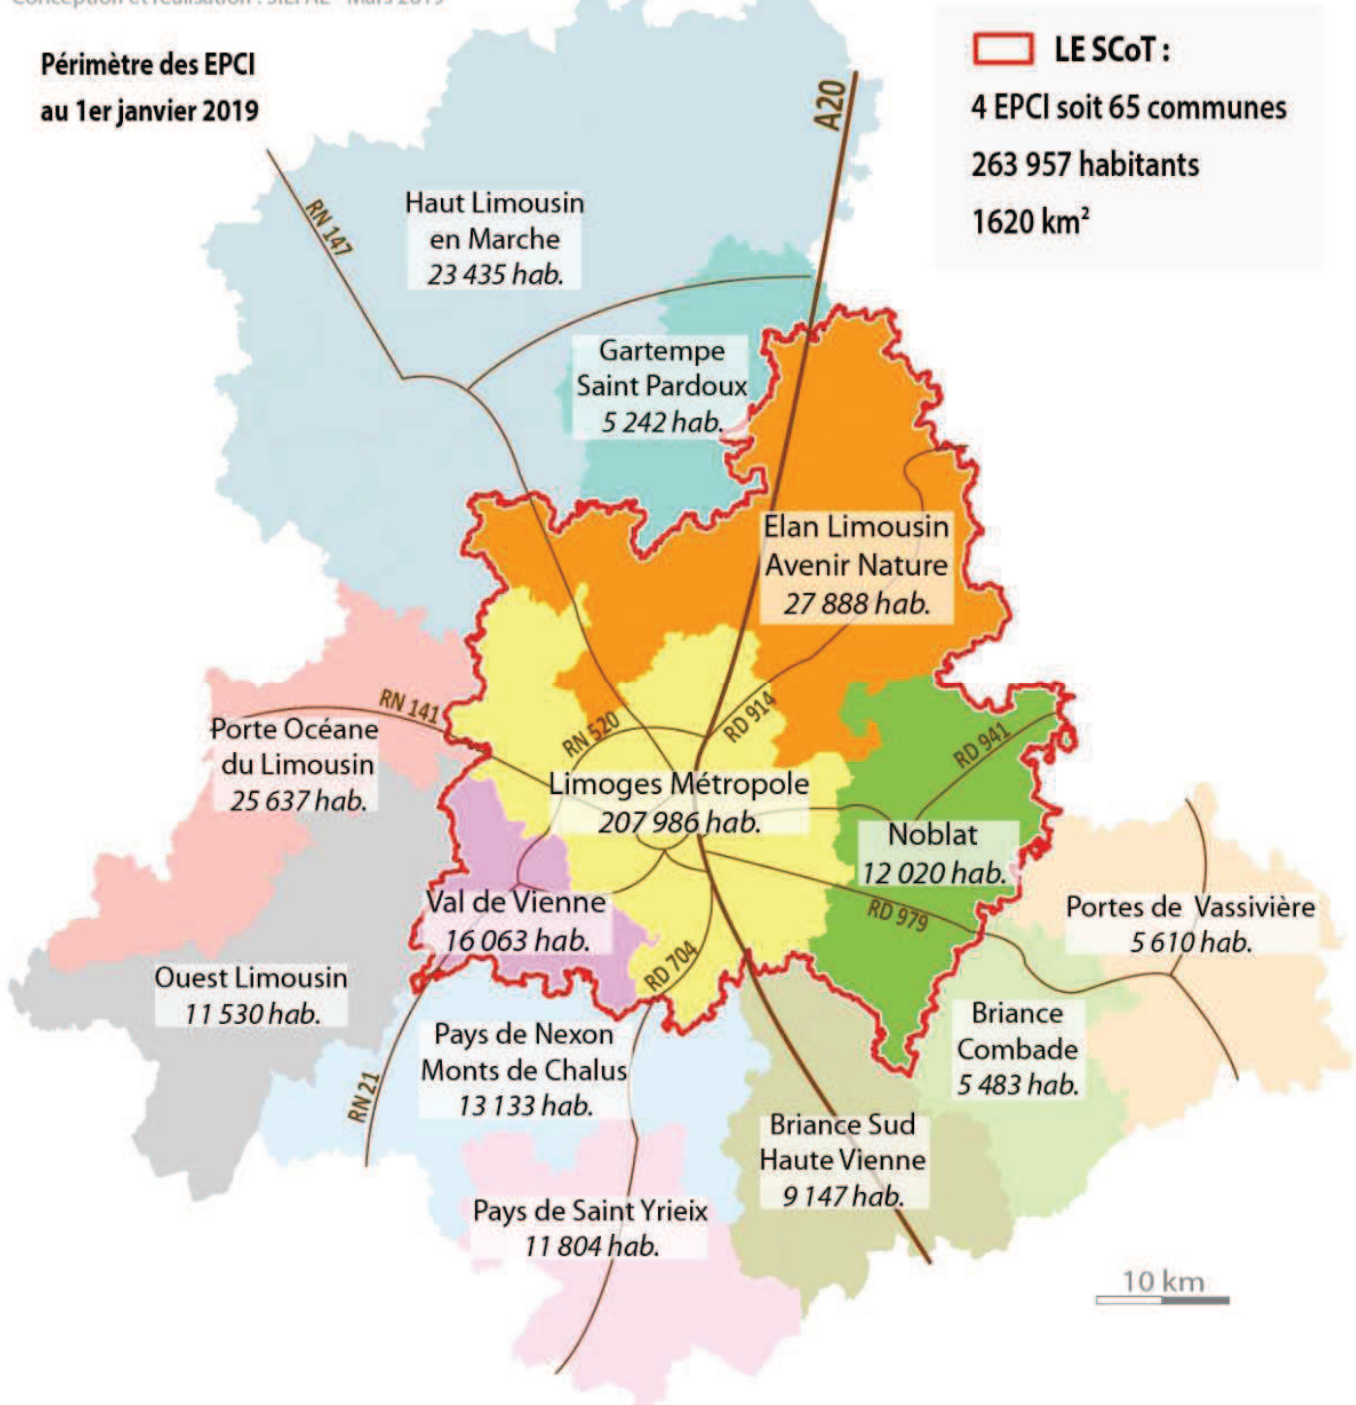 Conception et réalisation : SIEPAL - Mars 2019
Périmètre des EPCI
au 1er janvier 2019
LE SCoT :
4 EPCI soit 65 communes
263 957 habitants
1620 km²
A20
RN 147
Haut Limousin
en Marche
23 435 hab.
Gartempe
Saint Pardoux
5 242 hab.
Elan Limousin
Avenir Nature
27 888 hab.
RN 141
RN 520
RD 914
RD 941
Porte Océane
du Limousin
25 637 hab.
Limoges Métropole
207 986 hab.
Noblat
12 020 hab.
Val de Vienne
16 063 hab.
RD 979
Portes de Vassivière
5 610 hab.
RD 704
Ouest Limousin
11 530 hab.
Pays de Nexon
Monts de Chalus
13 133 hab.
Briance
Combade
5 483 hab.
RN 21
Briance Sud
Haute Vienne
9 147 hab.
Pays de Saint Yrieix
11 804 hab.
10 km